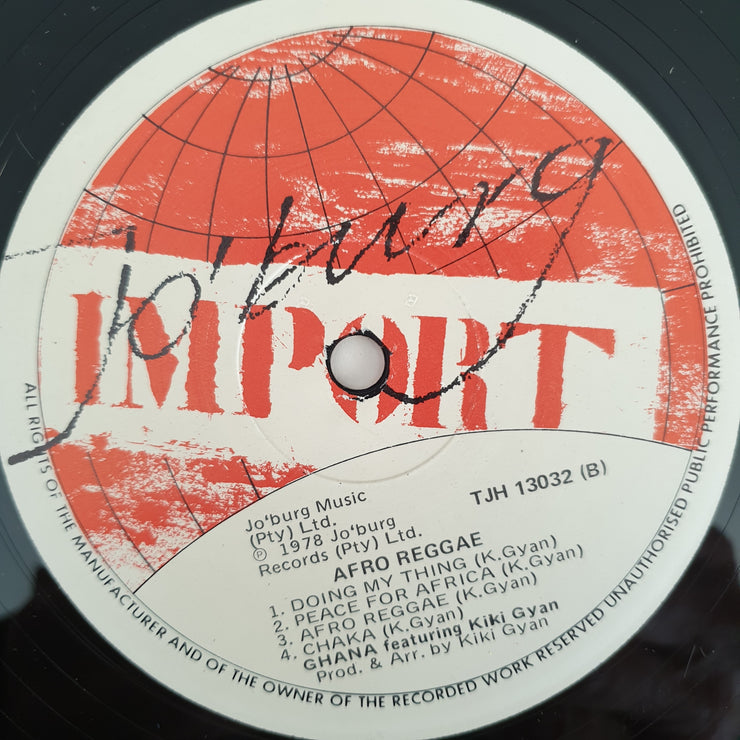 Jo'burg
IMPORT
TJH 13032 (B)
Jo'burg Music
(Pty) Ltd.
℗ 1978 Jo'burg
Records (Pty) Ltd.
AFRO REGGAE
1. DOING MY THING (K.Gyan)
2. PEACE FOR AFRICA (K.Gyan)
3. AFRO REGGAE (K.Gyan)
4. CHAKA (K.Gyan)
GHANA featuring Kiki Gyan
Prod. & Arr. by Kiki Gyan
ALL RIGHTS OF THE MANUFACTURER AND OF THE OWNER OF THE RECORDED WORK RESERVED UNAUTHORISED PUBLIC PERFORMANCE PROHIBITED